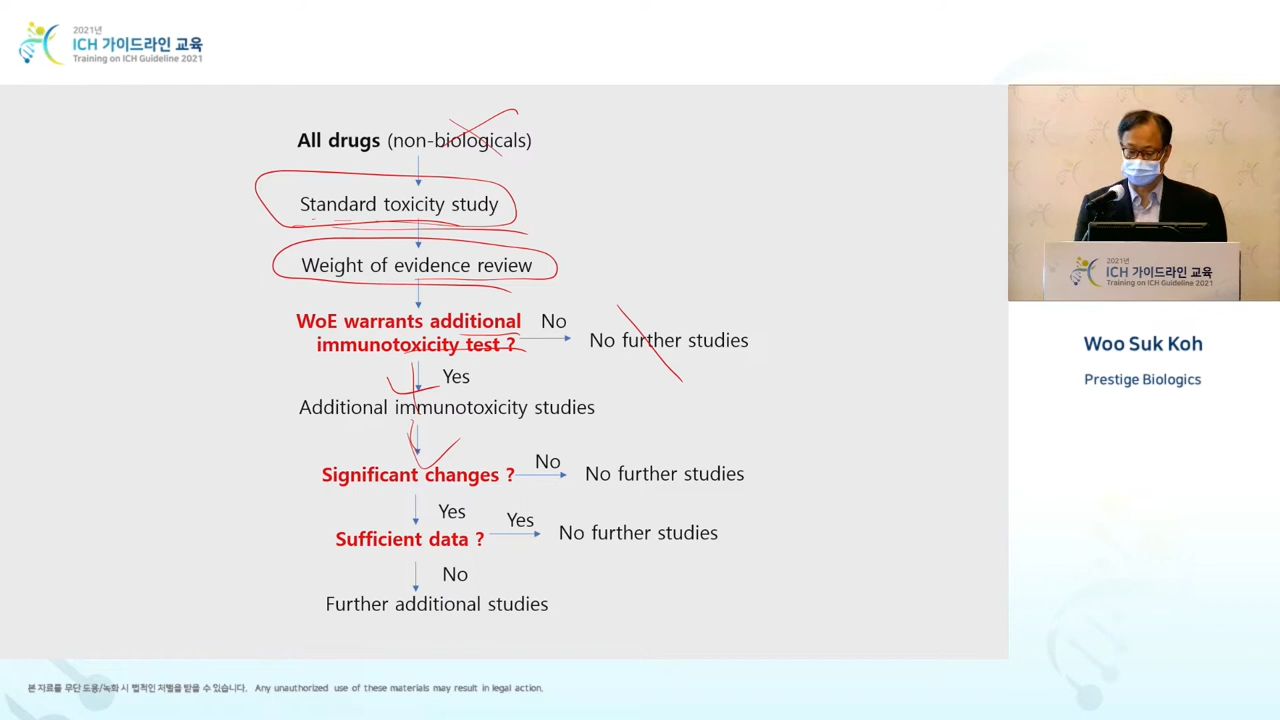 2021년
ICH 가이드라인 교육
Training on ICH Guideline 2021
All drugs (non-biologicals)
Standard toxicity study
Weight of evidence review
WoE warrants additional
immunotoxicity test ?
No
No further studies
Yes
Additional immunotoxicity studies
Significant changes ?
No
No further studies
Yes
Sufficient data ?
Yes
No further studies
No
Further additional studies
2021년
ICH 가이드라인 교육
Training on ICH Guideline 2021
Woo Suk Koh
Prestige Biologics
본 자료를 무단 도용/녹화 시 법적인 처벌을 받을 수 있습니다. Any unauthorized use of these materials may result in legal action.